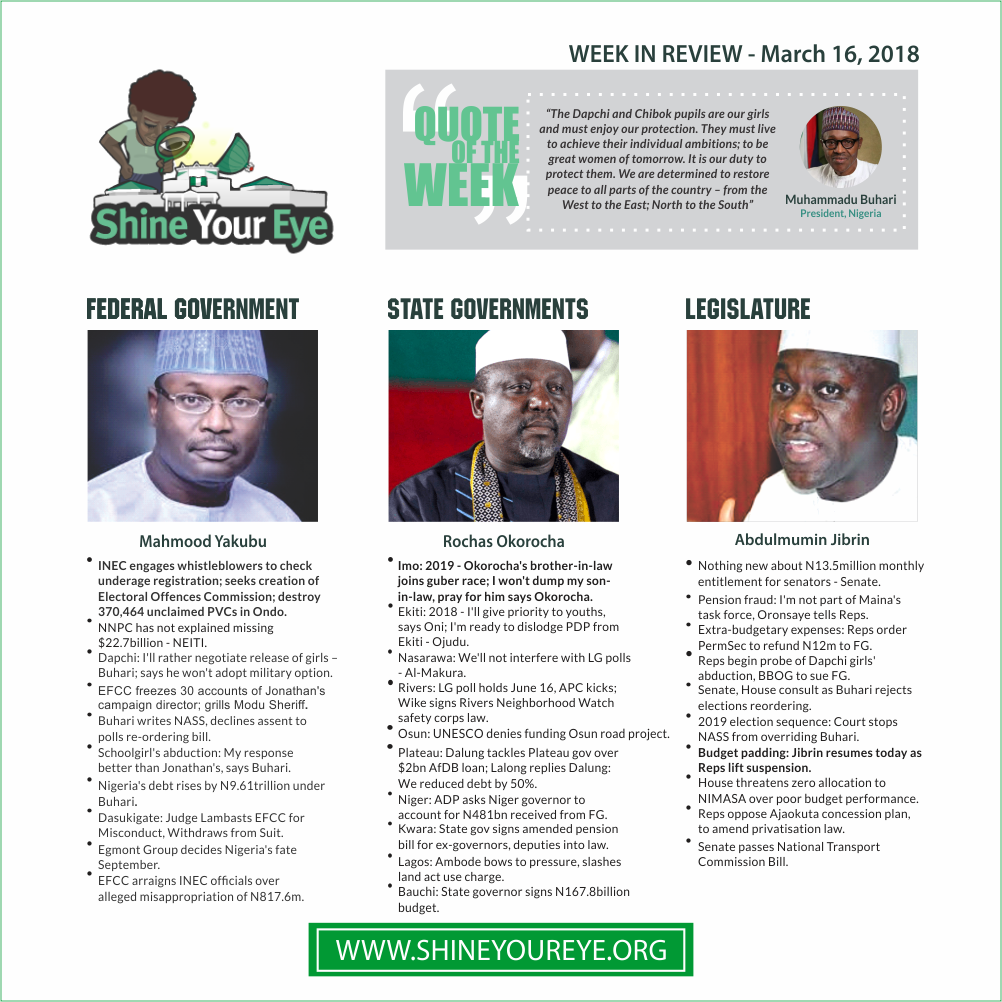 WEEK IN REVIEW - March 16, 2018
Shine Your Eye
QUOTE
OF THE
WEEK
“The Dapchi and Chibok pupils are our girls
and must enjoy our protection. They must live
to achieve their individual ambitions; to be
great women of tomorrow. It is our duty to
protect them. We are determined to restore
peace to all parts of the country – from the
West to the East; North to the South”
Muhammadu Buhari
President, Nigeria
FEDERAL GOVERNMENT
Mahmood Yakubu
• INEC engages whistleblowers to check
underage registration; seeks creation of
Electoral Offences Commission; destroy
370,464 unclaimed PVCs in Ondo.
• NNPC has not explained missing
$22.7billion - NEITI.
• Dapchi: I'll rather negotiate release of girls –
Buhari; says he won't adopt military option.
• EFCC freezes 30 accounts of Jonathan's
campaign director; grills Modu Sheriff.
• Buhari writes NASS, declines assent to
polls re-ordering bill.
• Schoolgirl's abduction: My response
better than Jonathan's, says Buhari.
• Nigeria's debt rises by N9.61trillion under
Buhari.
• Dasukigate: Judge Lambasts EFCC for
Misconduct, Withdraws from Suit.
• Egmont Group decides Nigeria's fate
September.
• EFCC arraigns INEC officials over
alleged misappropriation of N817.6m.
STATE GOVERNMENTS
Rochas Okorocha
• Imo: 2019 - Okorocha's brother-in-law
joins guber race; I won't dump my son-
in-law, pray for him says Okorocha.
• Ekiti: 2018 - I'll give priority to youths,
says Oni; I'm ready to dislodge PDP from
Ekiti - Ojudu.
• Nasarawa: We'll not interfere with LG polls
- Al-Makura.
• Rivers: LG poll holds June 16, APC kicks;
Wike signs Rivers Neighborhood Watch
safety corps law.
• Osun: UNESCO denies funding Osun road project.
• Plateau: Dalung tackles Plateau gov over
$2bn AfDB loan; Lalong replies Dalung:
We reduced debt by 50%.
• Niger: ADP asks Niger governor to
account for N481bn received from FG.
• Kwara: State gov signs amended pension
bill for ex-governors, deputies into law.
• Lagos: Ambode bows to pressure, slashes
land act use charge.
• Bauchi: State governor signs N167.8billion
budget.
LEGISLATURE
Abdulmumin Jibrin
• Nothing new about N13.5million monthly
entitlement for senators - Senate.
• Pension fraud: I'm not part of Maina's
task force, Oronsaye tells Reps.
• Extra-budgetary expenses: Reps order
PermSec to refund N12m to FG.
• Reps begin probe of Dapchi girls'
abduction, BBOG to sue FG.
• Senate, House consult as Buhari rejects
elections reordering.
• 2019 election sequence: Court stops
NASS from overriding Buhari.
• Budget padding: Jibrin resumes today as
Reps lift suspension.
• House threatens zero allocation to
NIMASA over poor budget performance.
• Reps oppose Ajaokuta concession plan,
to amend privatisation law.
• Senate passes National Transport
Commission Bill.
WWW.SHINEYOUREYE.ORG